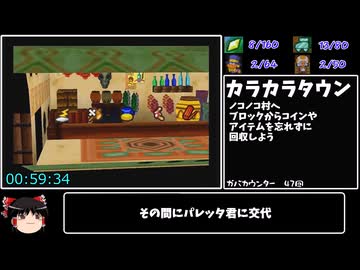 8/160
13/80
2/64
2/50
カラカラタウン
ノコノコ村へ
ブロックからコインや
アイテムを忘れずに
回収しよう
00:59:34
ガバカウンター 47回
その間にパレッタ君に交代